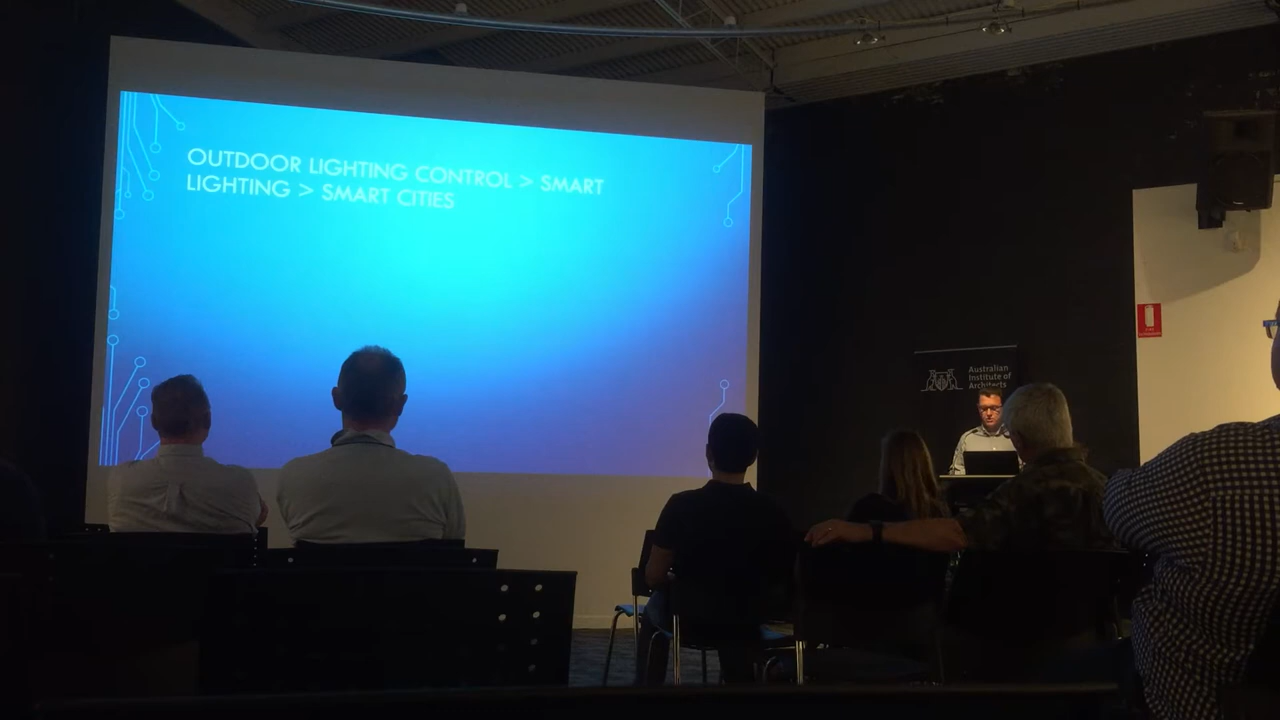 OUTDOOR LIGHTING CONTROL > SMART
LIGHTING > SMART CITIES
Australian
Institute of
Architects